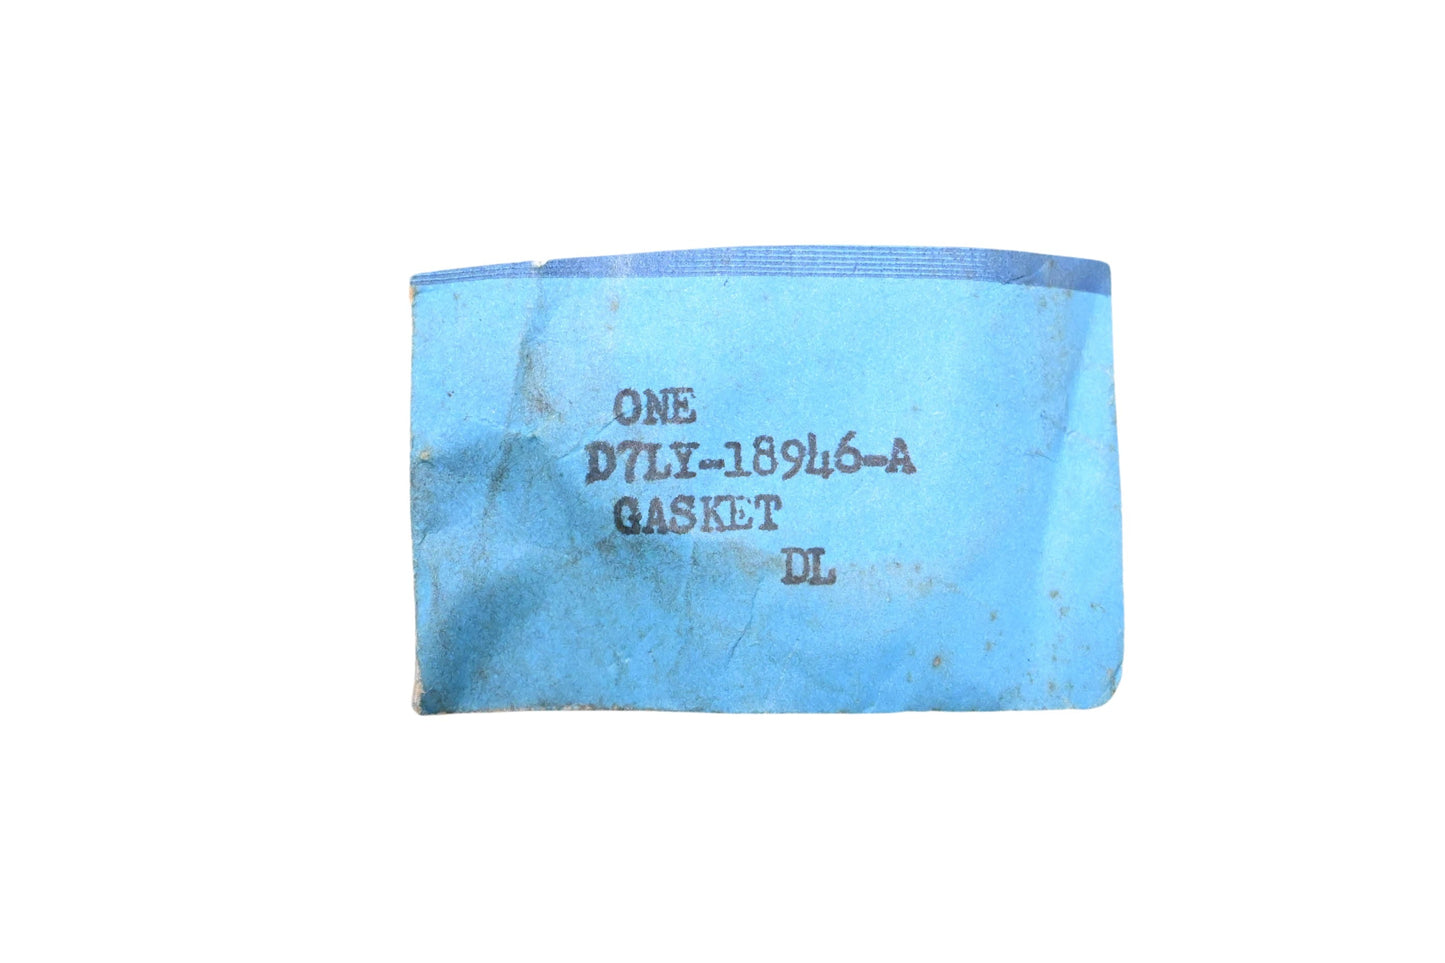 ONE
D7LY-18946-A
GASKET
DL